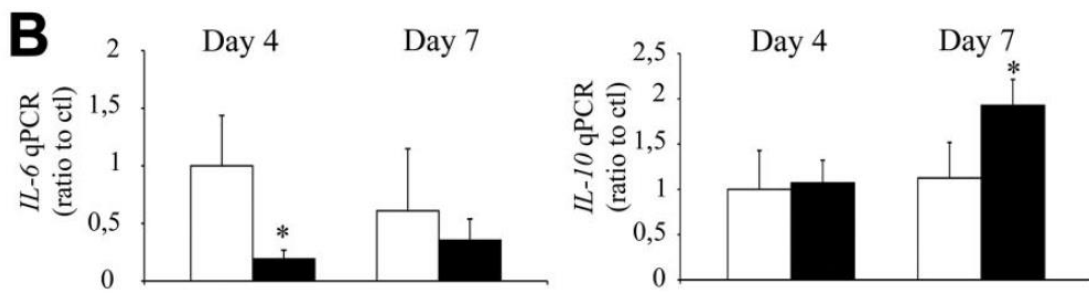 B
Day 4
Day 7
IL-6 qPCR
(ratio to ctl)
2
1,5
1
0,5
0
*
Day 4
Day 7
IL-10 qPCR
(ratio to ctl)
2,5
2
1,5
1
0,5
0
*